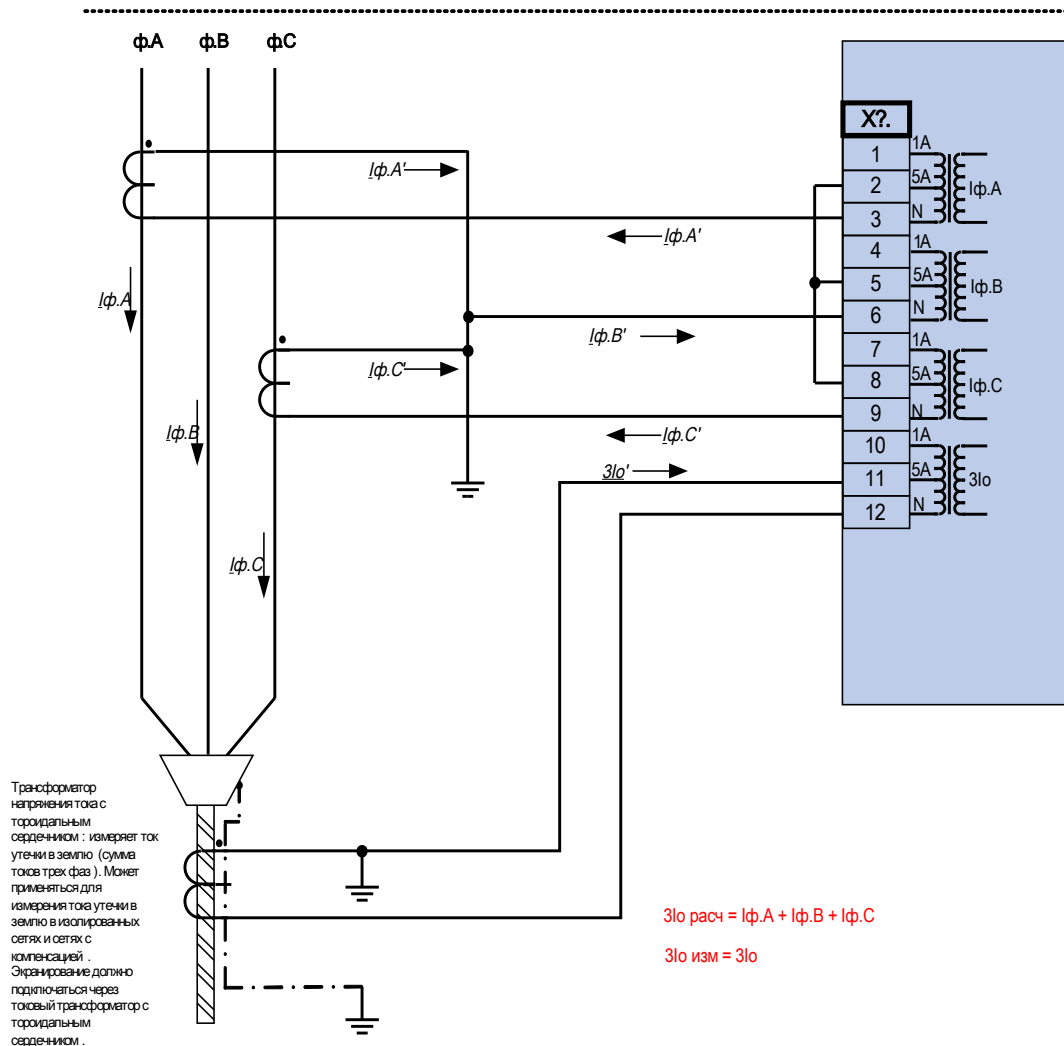 ф.A ф.B ф.C
X?.
1 1A
2 5A Iф.A
3 N
4 1A
5 5A Iф.B
6 N
7 1A
8 5A Iф.C
9 N
10 1A
11 5A 3Io
12 N
Iф.A'
Iф.A'
Iф.A
Iф.B'
Iф.C'
Iф.B
Iф.C'
3Io'
Iф.C
Трансформатор
напряжения тока с
тороидальным
сердечником : измеряет ток
утечки в землю (сумма
токов трех фаз ). Может
применяться для
измерения тока утечки в
землю в изолированных
сетях и сетях с
компенсацией .
Экранирование должно
подключаться через
токовый трансформатор с
тороидальным
сердечником .
3Io расч = Iф.A + Iф.B + Iф.C
3Io изм = 3Io